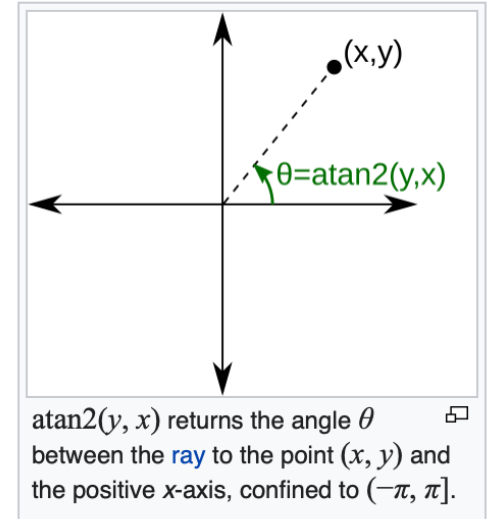 (x,y)
θ=atan2(y,x)
atan2(y, x) returns the angle θ
between the ray to the point (x, y) and
the positive x-axis, confined to (−π, π].